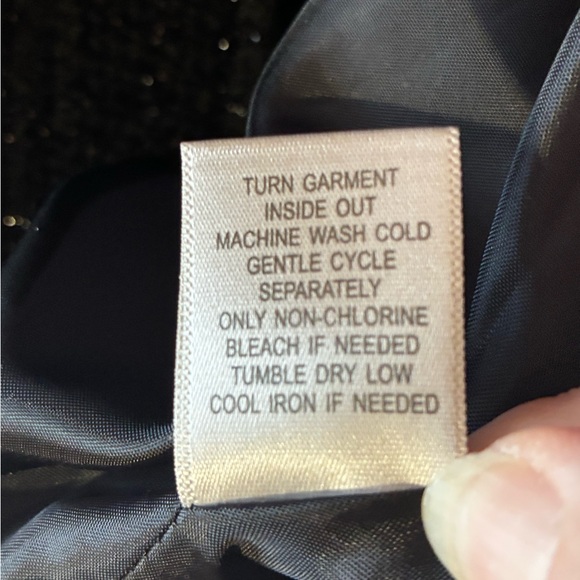 TURN GARMENT
INSIDE OUT
MACHINE WASH COLD
GENTLE CYCLE
SEPARATELY
ONLY NON-CHLORINE
BLEACH IF NEEDED
TUMBLE DRY LOW
COOL IRON IF NEEDED